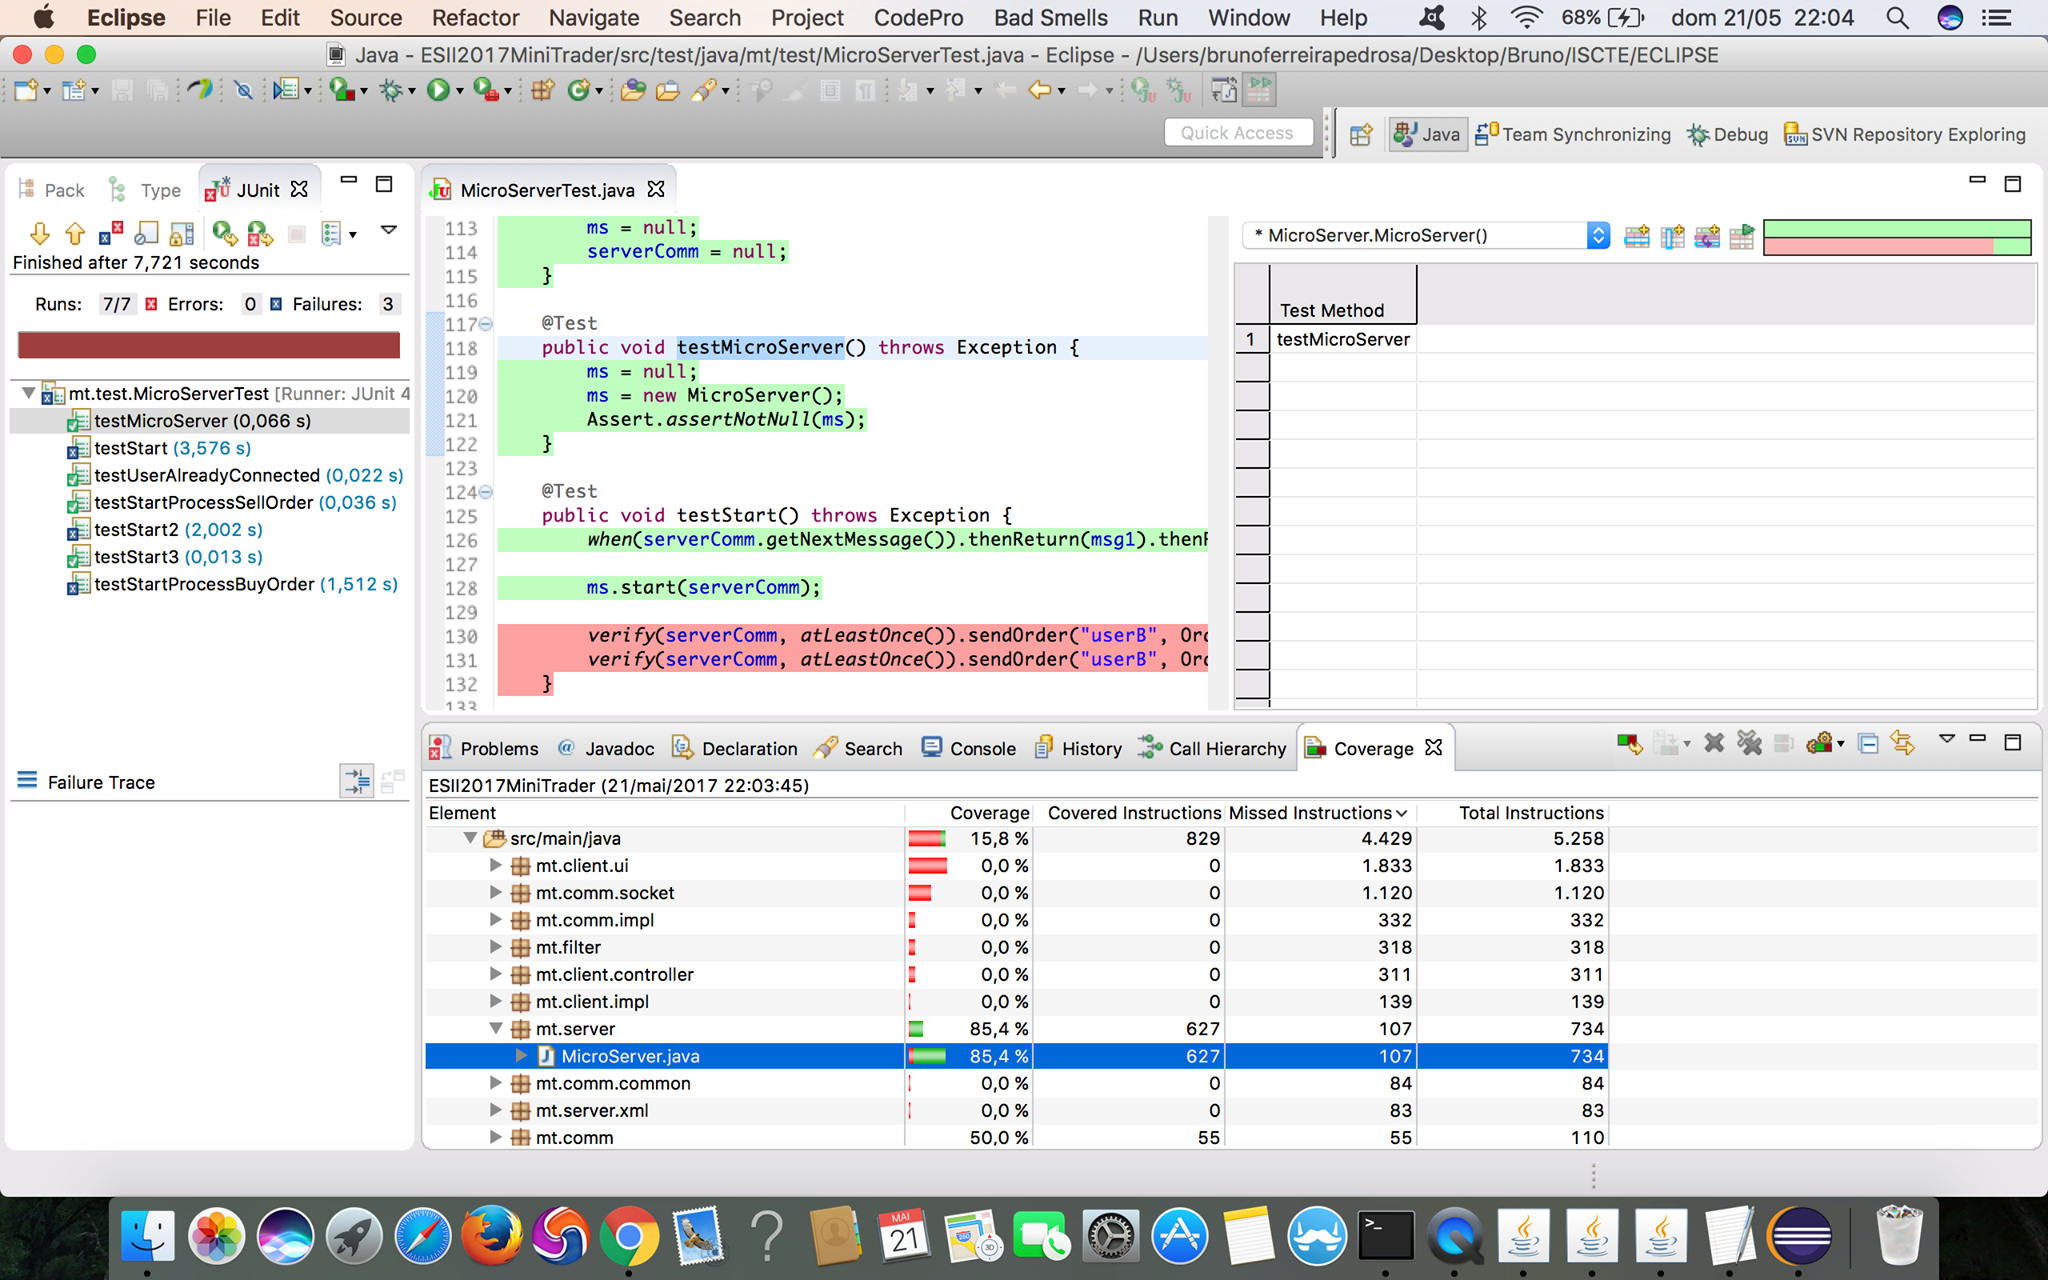 Eclipse File Edit Source Refactor Navigate Search Project CodePro Bad Smells Run Window Help 68% dom 21/05 22:04
Java - ESII2017MiniTrader/src/test/java/mt/test/MicroServerTest.java - Eclipse - /Users/brunoferreirapedrosa/Desktop/Bruno/ISCTE/ECLIPSE
Quick Access Java Team Synchronizing Debug SVN Repository Exploring
Pack Type JUnit
Finished after 7,721 seconds
Runs: 7/7 Errors: 0 Failures: 3
mt.test.MicroServerTest [Runner: JUnit 4
testMicroServer (0,066 s)
testStart (3,576 s)
testUserAlreadyConnected (0,022 s)
testStartProcessSellOrder (0,036 s)
testStart2 (2,002 s)
testStart3 (0,013 s)
testStartProcessBuyOrder (1,512 s)
Failure Trace
MicroServerTest.java
113 ms = null;
114 serverComm = null;
115 }
116
117 @Test
118 public void testMicroServer() throws Exception {
119 ms = null;
120 ms = new MicroServer();
121 Assert.assertNotNull(ms);
122 }
123
124 @Test
125 public void testStart() throws Exception {
126 when(serverComm.getNextMessage()).thenReturn(msg1).then
127
128 ms.start(serverComm);
129
130 verify(serverComm, atLeastOnce()).sendOrder("userB", Or
131 verify(serverComm, atLeastOnce()).sendOrder("userB", Or
132 }
133
* MicroServer.MicroServer()
Test Method
1 testMicroServer
Problems @ Javadoc Declaration Search Console History Call Hierarchy Coverage
ESII2017MiniTrader (21/mai/2017 22:03:45)
Element Coverage Covered Instructions Missed Instructions Total Instructions
src/main/java 15,8 % 829 4.429 5.258
mt.client.ui 0,0 % 0 1.833 1.833
mt.comm.socket 0,0 % 0 1.120 1.120
mt.comm.impl 0,0 % 0 332 332
mt.filter 0,0 % 0 318 318
mt.client.controller 0,0 % 0 311 311
mt.client.impl 0,0 % 0 139 139
mt.server 85,4 % 627 107 734
MicroServer.java 85,4 % 627 107 734
mt.comm.common 0,0 % 0 84 84
mt.server.xml 0,0 % 0 83 83
mt.comm 50,0 % 55 55 110
MAI
21